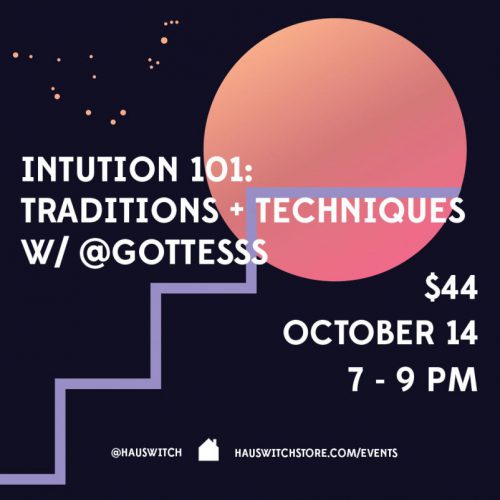 INTUTION 101:
TRADITIONS + TECHNIQUES
W/ @GOTTESSS
$44
OCTOBER 14
7 - 9 PM
@HAUSWITCH HAUSWITCHSTORE.COM/EVENTS